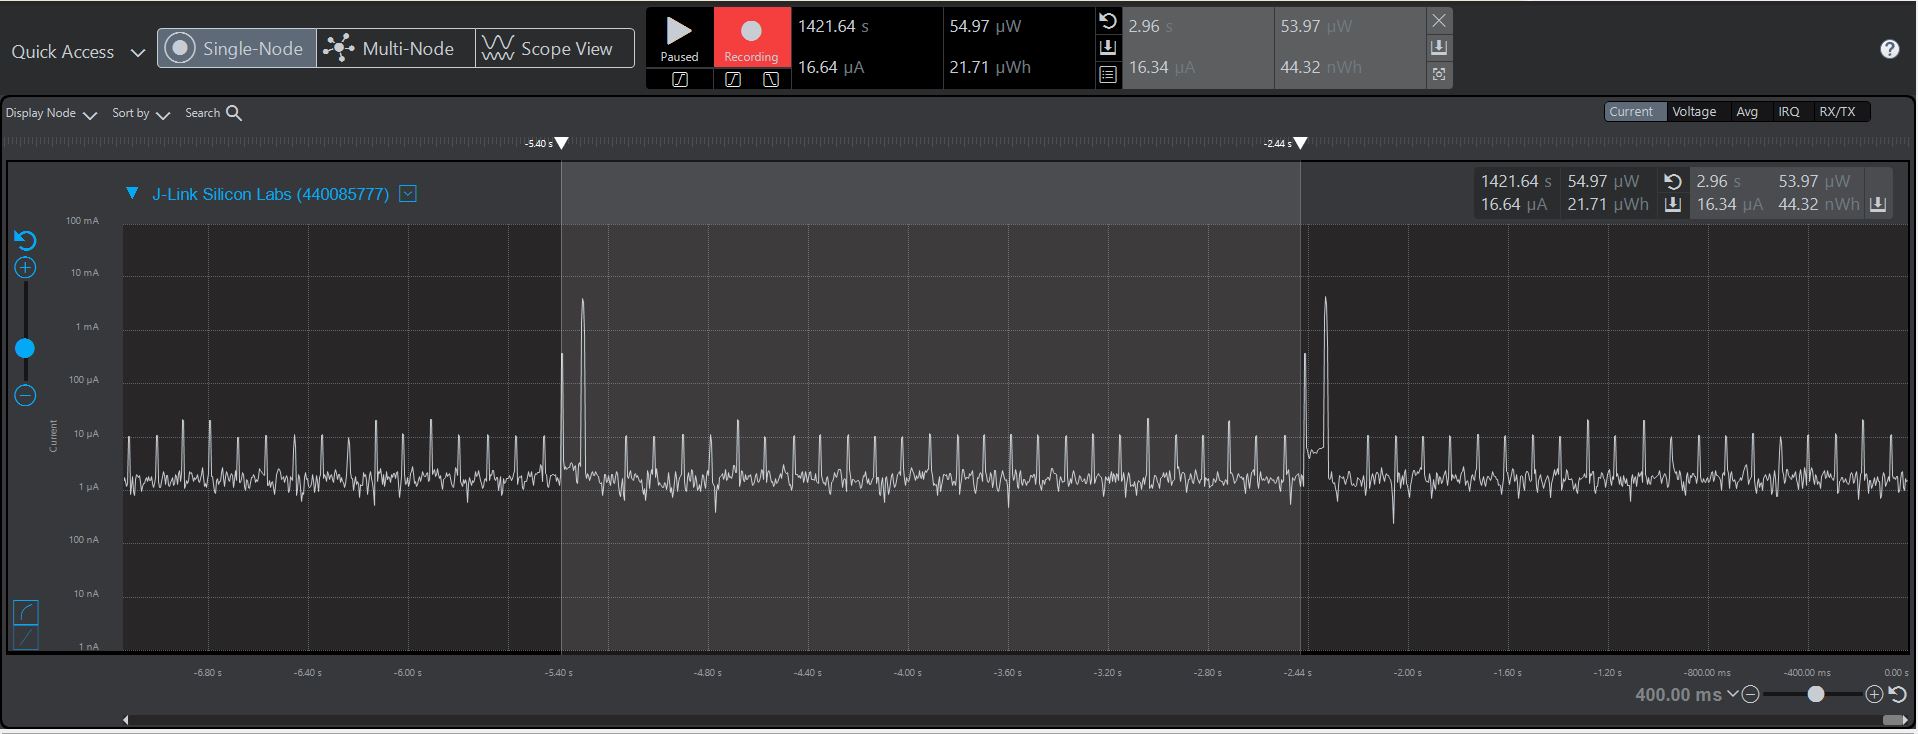 Quick Access
Single-Node
Multi-Node
Scope View
Paused
Recording
1421.64 s
54.97 µW
16.64 µA
21.71 µWh
2.96 s
53.97 µW
16.34 µA
44.32 nWh
?
Display Node
Sort by
Search
Current
Voltage
Avg
IRQ
RX/TX
-5.40 s
-2.44 s
J-Link Silicon Labs (440085777)
1421.64 s
54.97 µW
2.96 s
53.97 µW
16.64 µA
21.71 µWh
16.34 µA
44.32 nWh
100 mA
10 mA
1 mA
100 µA
10 µA
1 µA
100 nA
10 nA
1 nA
Current
-6.80 s
-6.40 s
-6.00 s
-5.40 s
-4.80 s
-4.40 s
-4.00 s
-3.60 s
-3.20 s
-2.80 s
-2.44 s
-2.00 s
-1.60 s
-1.20 s
-800.00 ms
-400.00 ms
0.00 s
400.00 ms